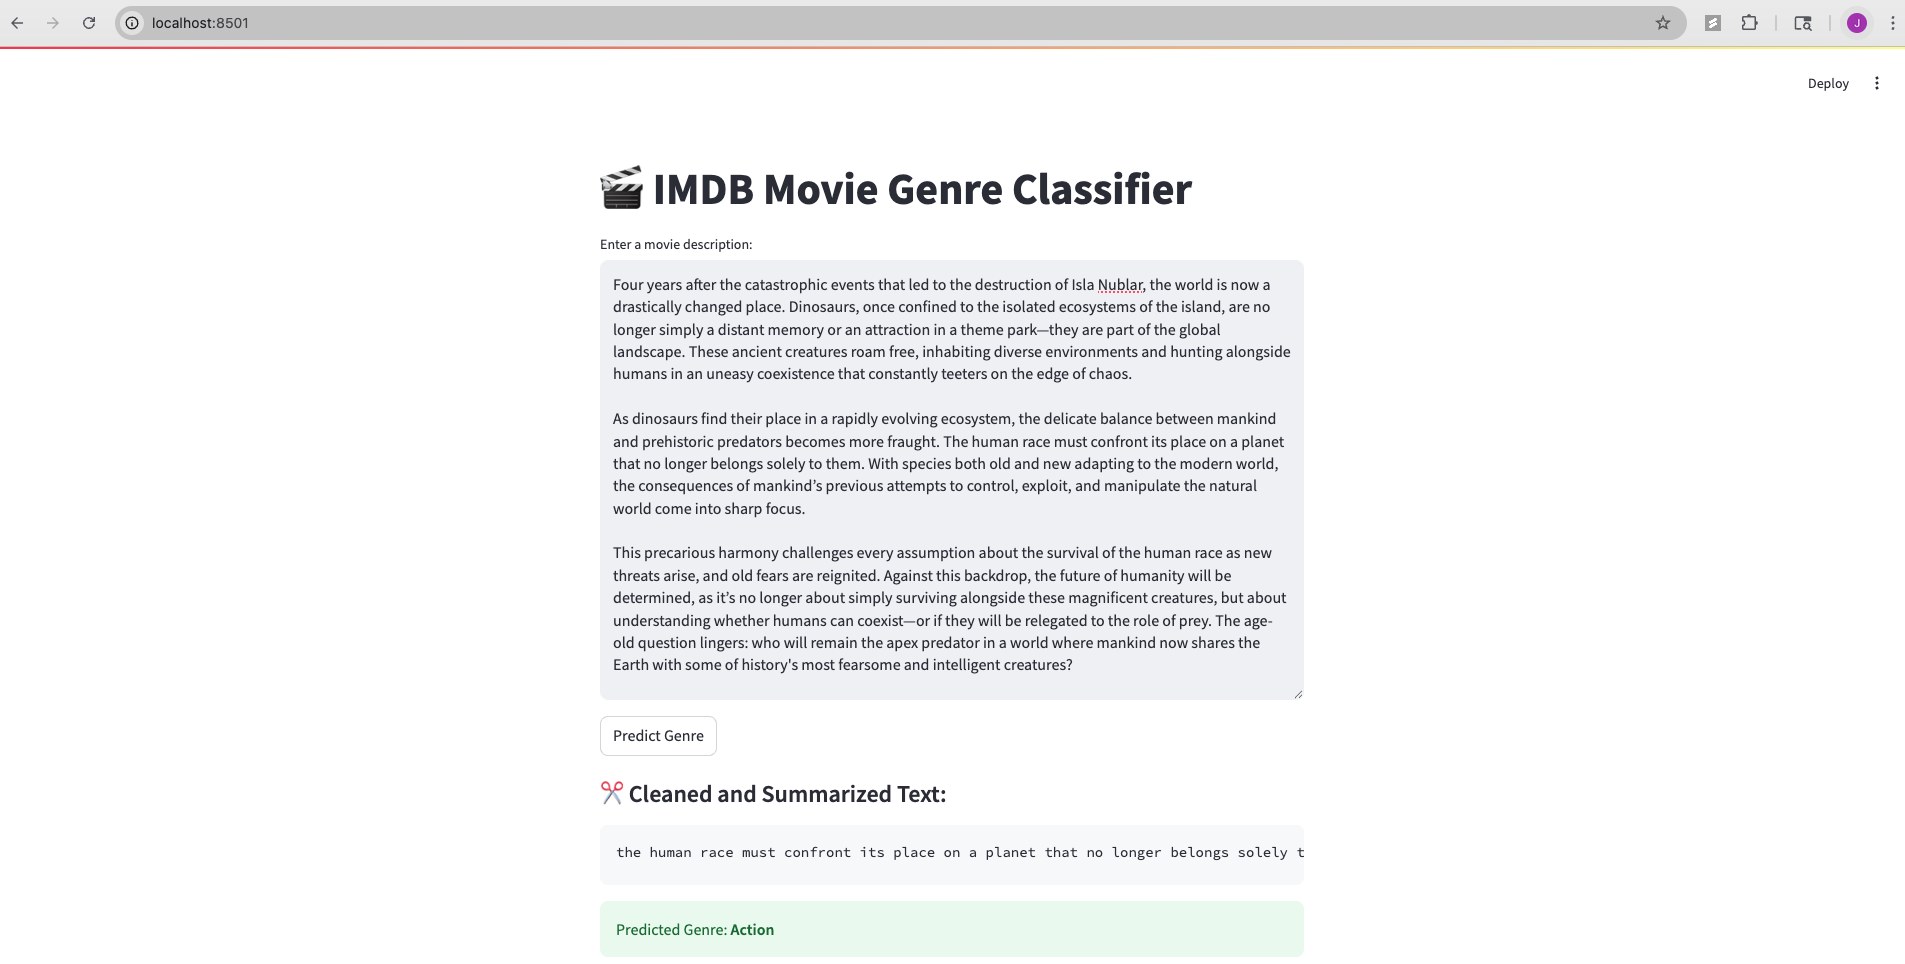 localhost:8501
J
Deploy
IMDB Movie Genre Classifier
Enter a movie description:
Four years after the catastrophic events that led to the destruction of Isla Nublar, the world is now a
drastically changed place. Dinosaurs, once confined to the isolated ecosystems of the island, are no
longer simply a distant memory or an attraction in a theme park—they are part of the global
landscape. These ancient creatures roam free, inhabiting diverse environments and hunting alongside
humans in an uneasy coexistence that constantly teeters on the edge of chaos.
As dinosaurs find their place in a rapidly evolving ecosystem, the delicate balance between mankind
and prehistoric predators becomes more fraught. The human race must confront its place on a planet
that no longer belongs solely to them. With species both old and new adapting to the modern world,
the consequences of mankind’s previous attempts to control, exploit, and manipulate the natural
world come into sharp focus.
This precarious harmony challenges every assumption about the survival of the human race as new
threats arise, and old fears are reignited. Against this backdrop, the future of humanity will be
determined, as it’s no longer about simply surviving alongside these magnificent creatures, but about
understanding whether humans can coexist—or if they will be relegated to the role of prey. The age-
old question lingers: who will remain the apex predator in a world where mankind now shares the
Earth with some of history's most fearsome and intelligent creatures?
Predict Genre
Cleaned and Summarized Text:
the human race must confront its place on a planet that no longer belongs solely t
Predicted Genre: Action